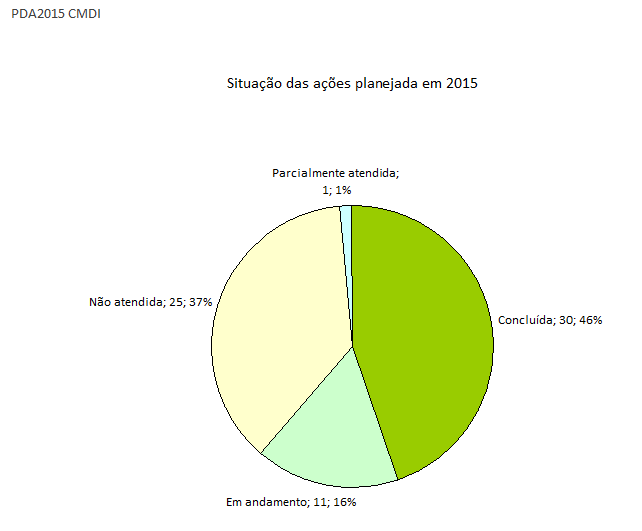 PDA2015 CMDI
Situação das ações planejada em 2015
Parcialmente atendida;
1; 1%
Não atendida; 25; 37%
Concluída; 30; 46%
Em andamento; 11; 16%